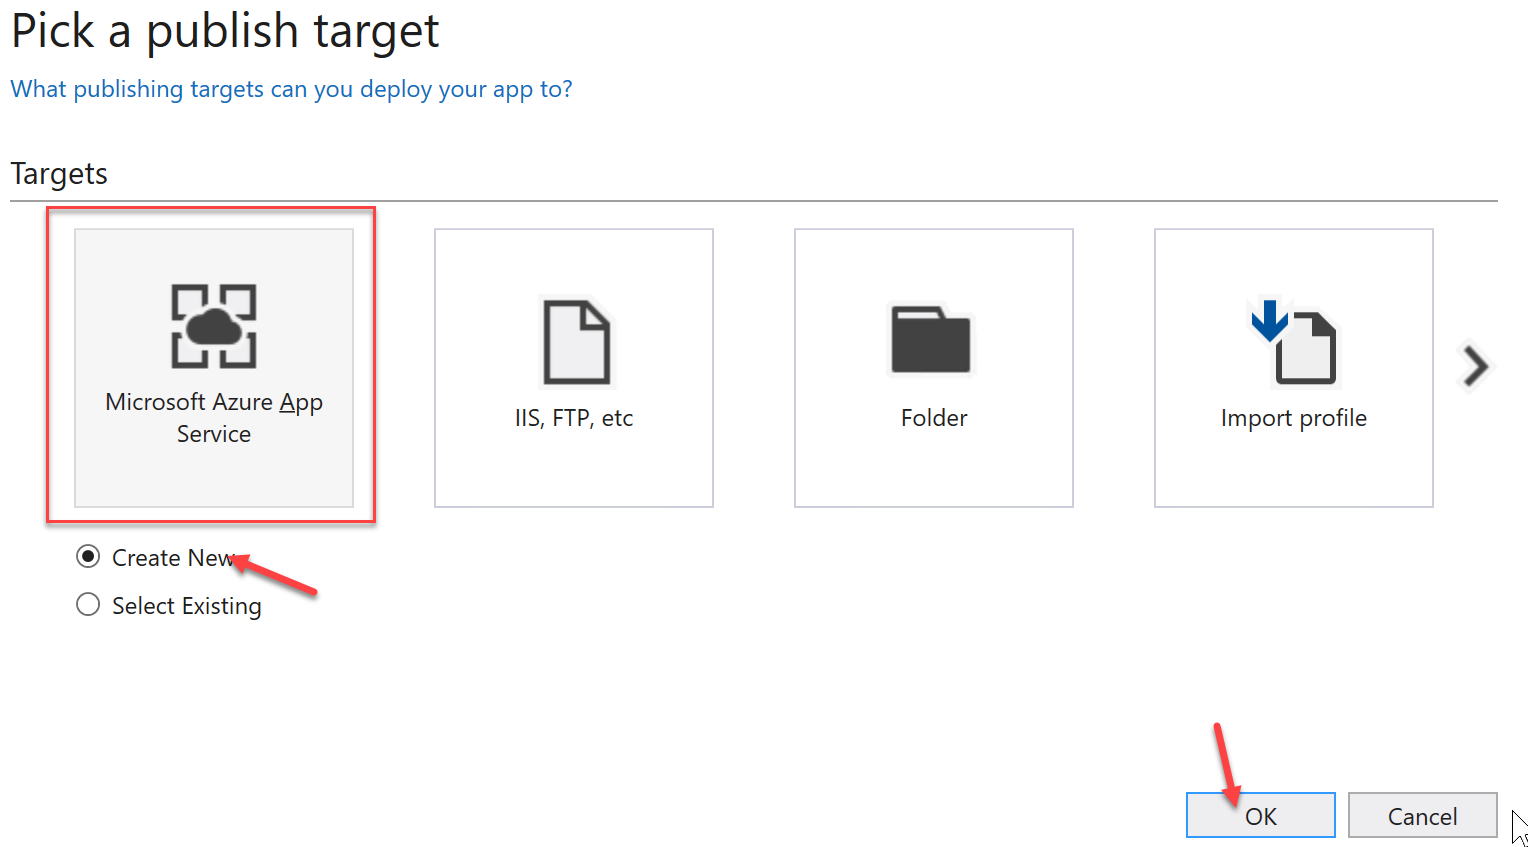 Pick a publish target
What publishing targets can you deploy your app to?
Targets
Microsoft Azure App
Service
IIS, FTP, etc
Folder
Import profile
Create New
Select Existing
OK
Cancel